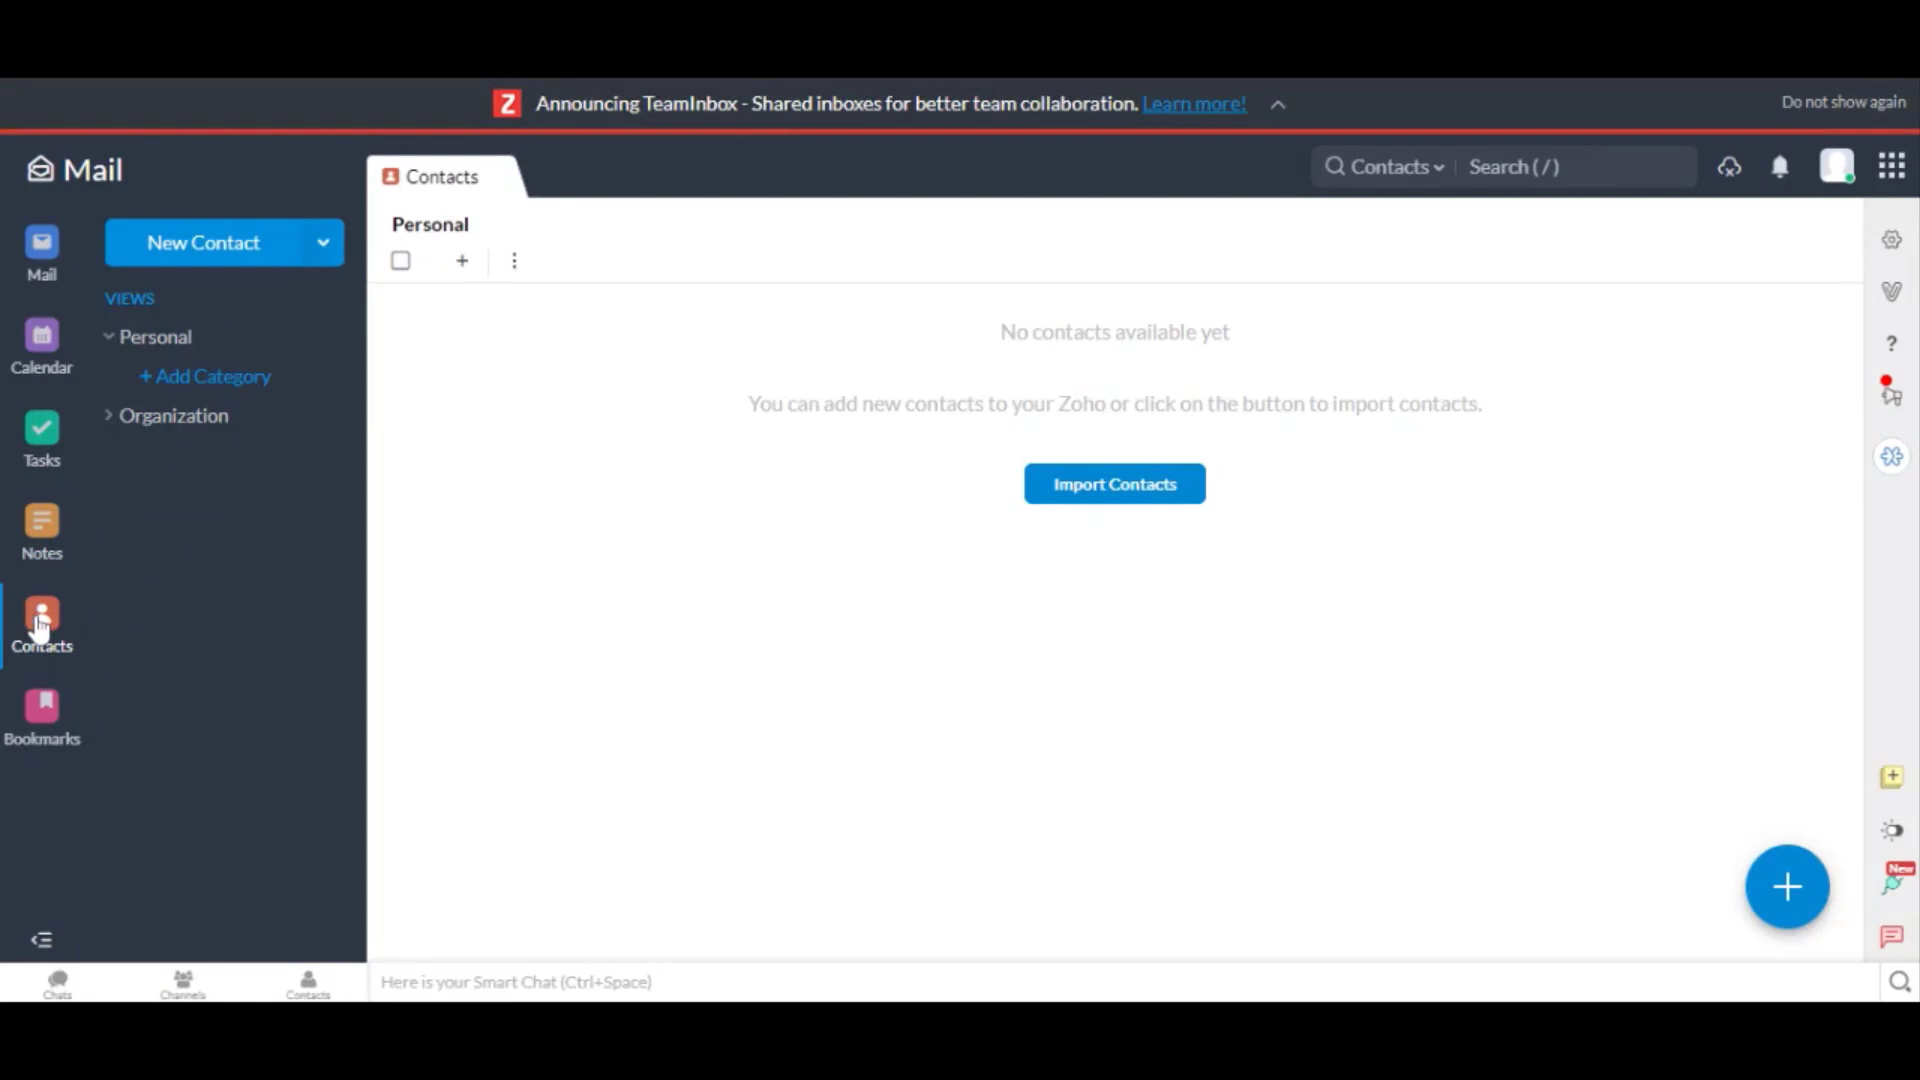 Z Announcing TeamInbox - Shared inboxes for better team collaboration. Learn more!
Do not show again
Mail
Contacts
Contacts
Search ( / )
Mail
Calendar
Tasks
Notes
Contacts
Bookmarks
New Contact
VIEWS
Personal
+ Add Category
Organization
Personal
No contacts available yet
You can add new contacts to your Zoho or click on the button to import contacts.
Import Contacts
?
New
Chats
Channels
Contacts
Here is your Smart Chat (Ctrl+Space)